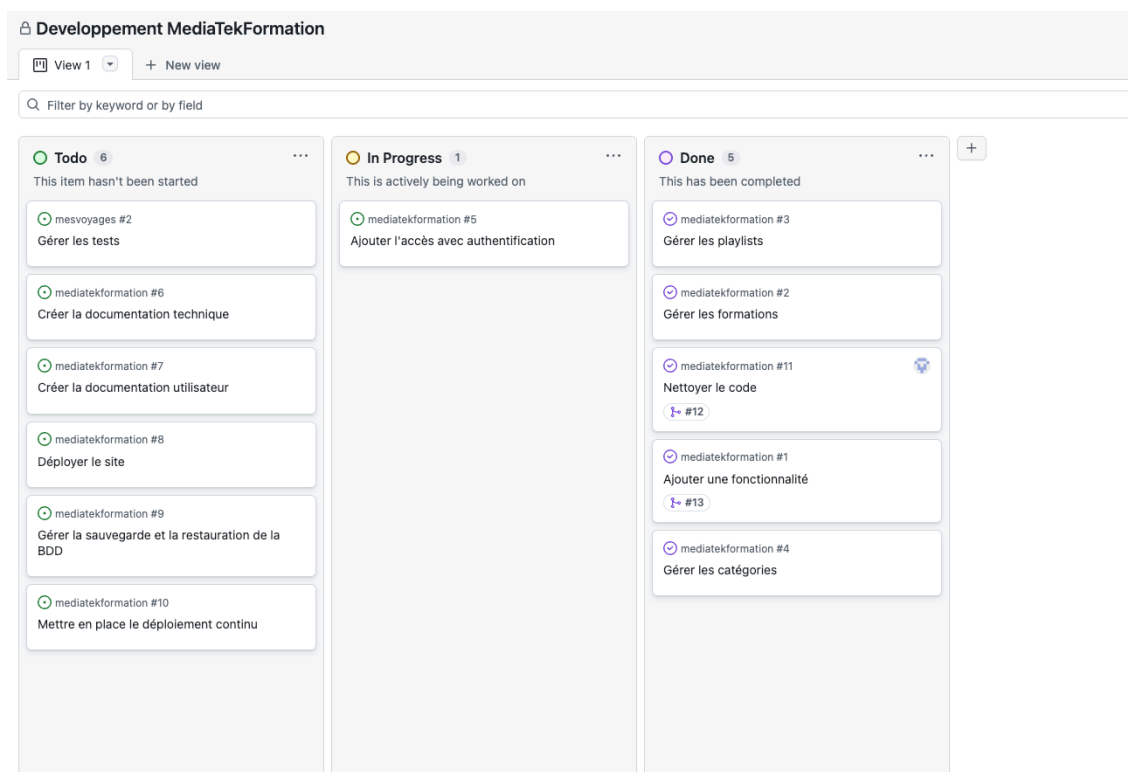 Developpement MediaTekFormation
View 1
+ New view
Filter by keyword or by field
Todo 6
This item hasn't been started
mesvoyages #2
Gérer les tests
mediatekformation #6
Créer la documentation technique
mediatekformation #7
Créer la documentation utilisateur
mediatekformation #8
Déployer le site
mediatekformation #9
Gérer la sauvegarde et la restauration de la
BDD
mediatekformation #10
Mettre en place le déploiement continu
In Progress 1
This is actively being worked on
mediatekformation #5
Ajouter l'accès avec authentification
Done 5
This has been completed
mediatekformation #3
Gérer les playlists
mediatekformation #2
Gérer les formations
mediatekformation #11
Nettoyer le code
#12
mediatekformation #1
Ajouter une fonctionnalité
#13
mediatekformation #4
Gérer les catégories